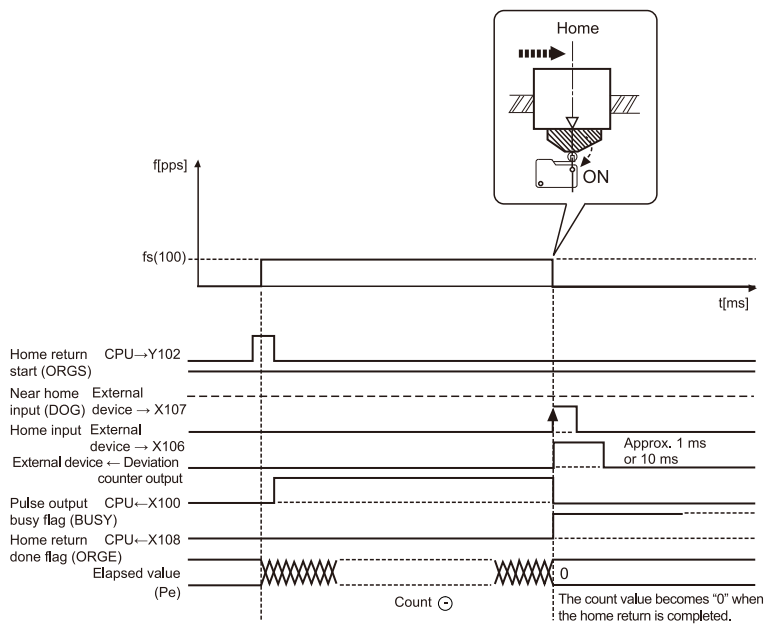 Home
ON
f[pps]
fs(100)
t[ms]
Home return CPU→Y102
start (ORGS)
Near home External
input (DOG) device → X107
Home input External
device → X106
External device ← Deviation
counter output
Approx. 1 ms
or 10 ms
Pulse output CPU←X100
busy flag (BUSY)
Home return CPU←X108
done flag (ORGE)
Elapsed value
(Pe)
0
Count ⊖
The count value becomes “0” when
the home return is completed.